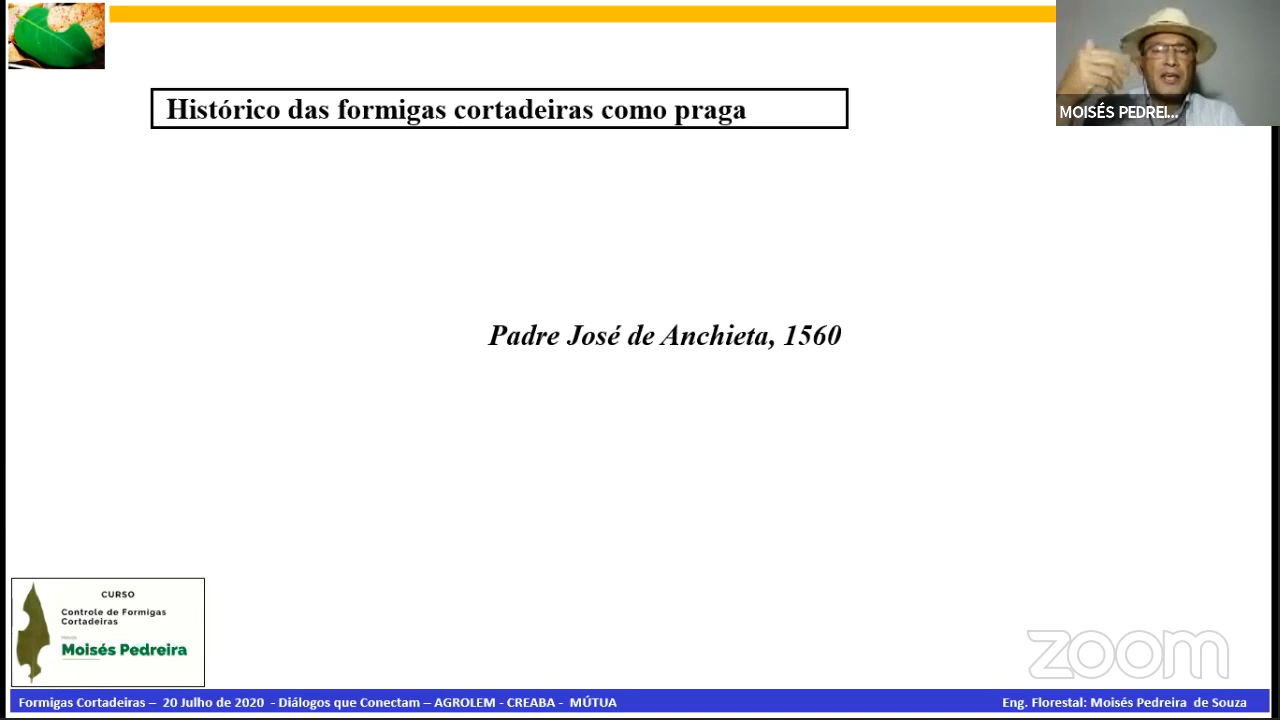 Histórico das formigas cortadeiras como praga
MOISÉS PEDREI...
Padre José de Anchieta, 1560
CURSO
Controle de Formigas
Cortadeiras
Moisés Pedreira
zoom
Formigas Cortadeiras – 20 Julho de 2020 - Diálogos que Conectam – AGROLEM - CREABA - MÚTUA
Eng. Florestal: Moisés Pedreira de Souza